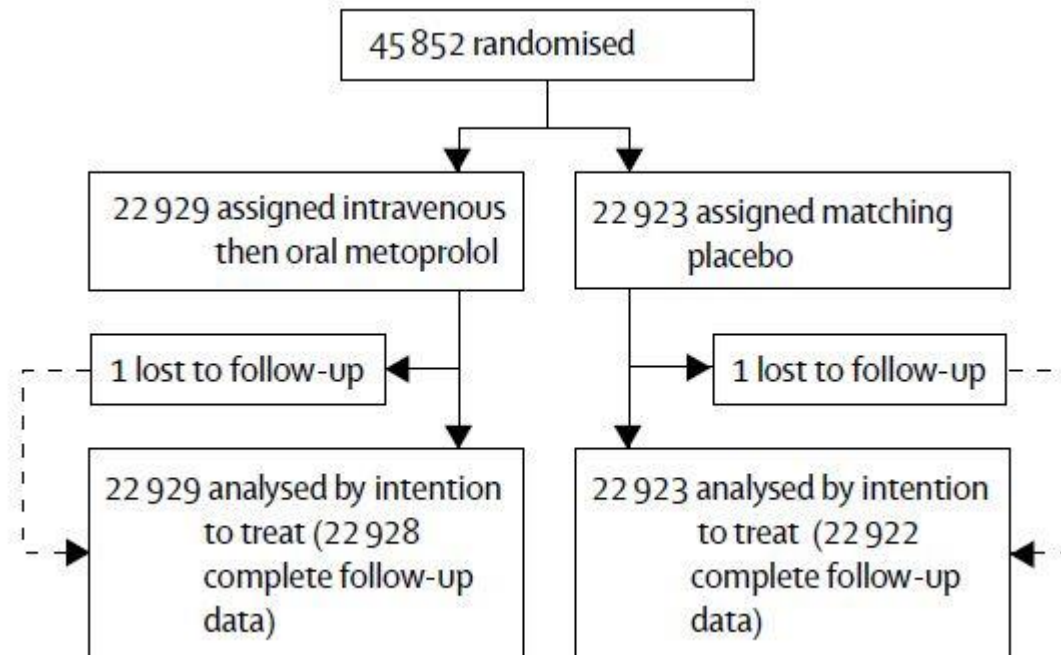 45 852 randomised
22 929 assigned intravenous
then oral metoprolol
22 923 assigned matching
placebo
1 lost to follow-up
1 lost to follow-up
22 929 analysed by intention
to treat (22 928
complete follow-up
data)
22 923 analysed by intention
to treat (22 922
complete follow-up
data)